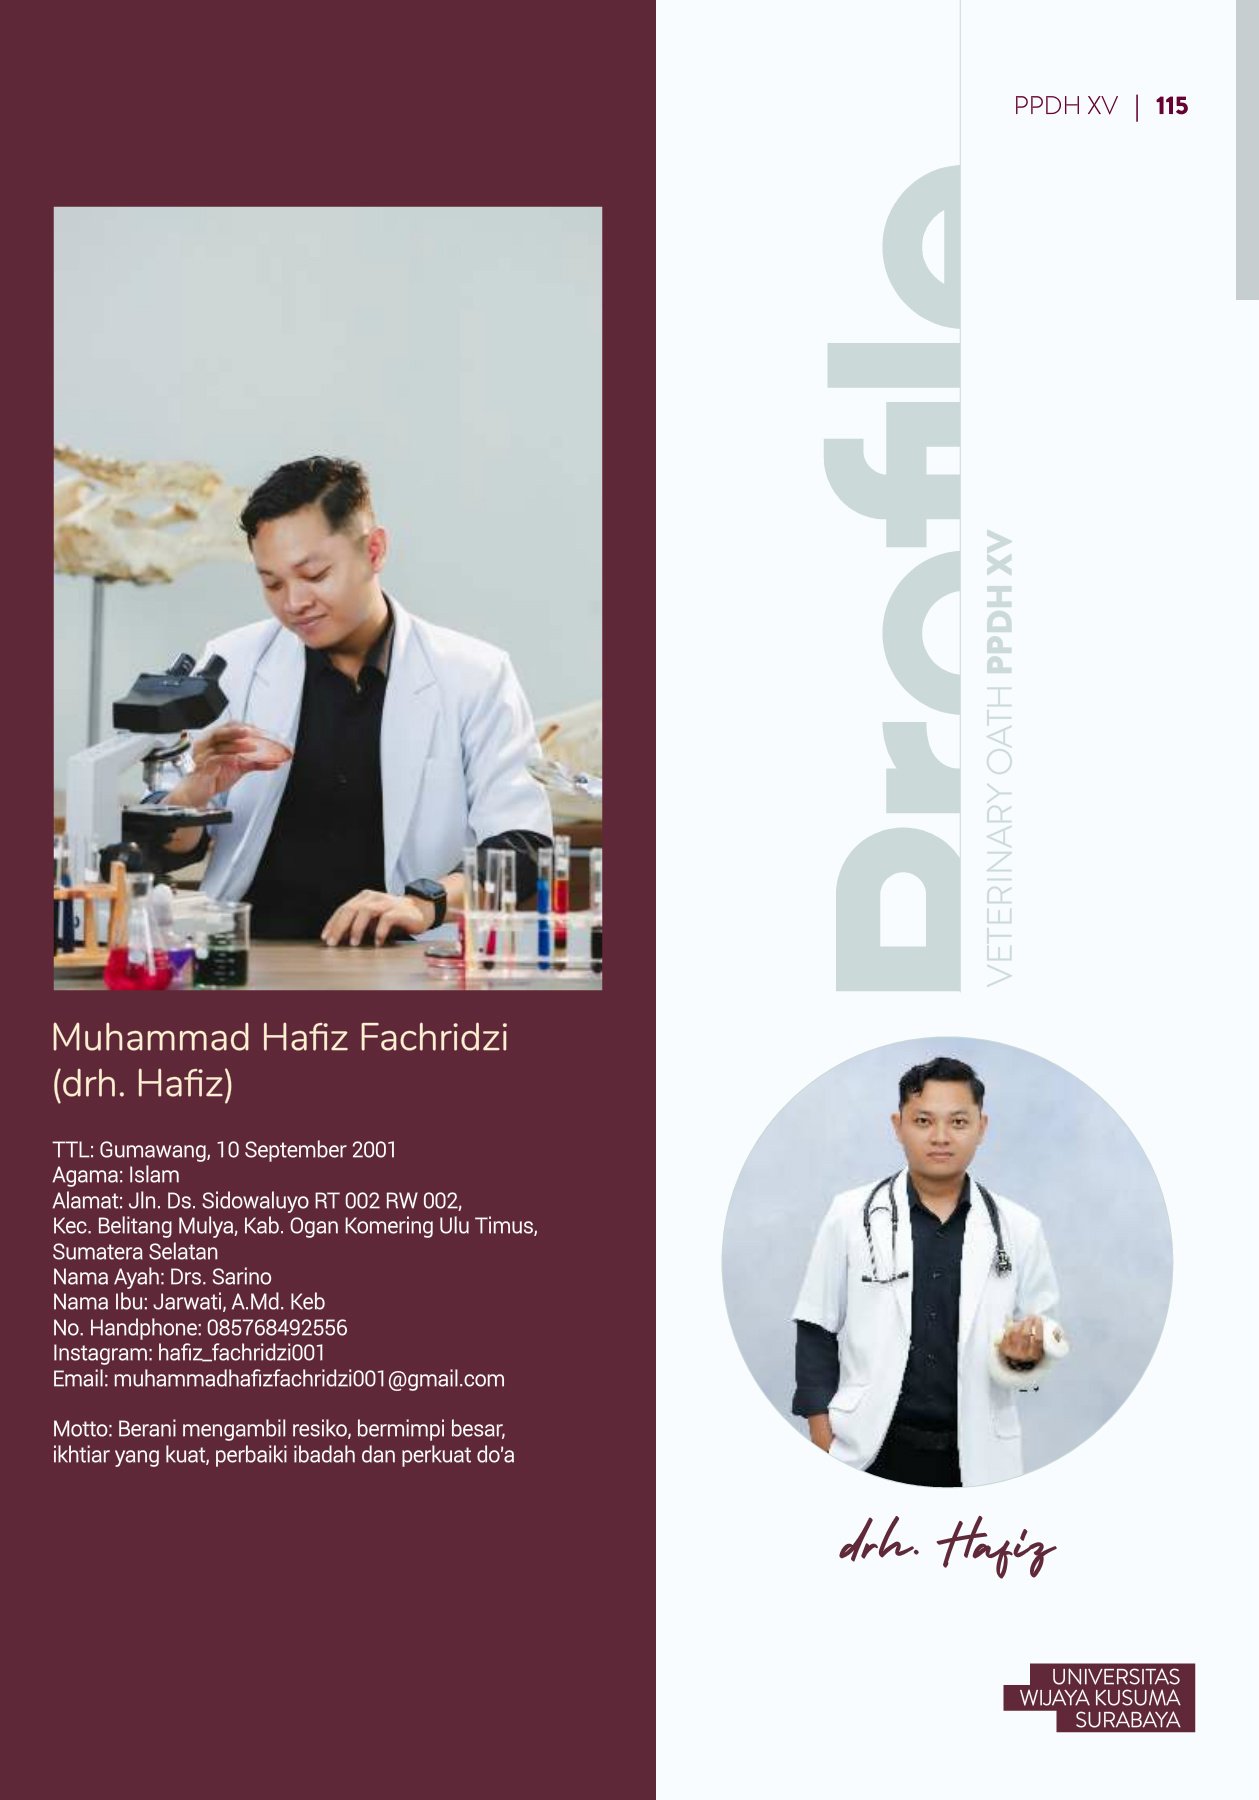 PPDH XV | 115
Profile
VETERINARY OATH PPDH XV
Muhammad Hafiz Fachridzi
(drh. Hafiz)
TTL: Gumawang, 10 September 2001
Agama: Islam
Alamat: Jln. Ds. Sidowaluyo RT 002 RW 002,
Kec. Belitang Mulya, Kab. Ogan Komering Ulu Timus,
Sumatera Selatan
Nama Ayah: Drs. Sarino
Nama Ibu: Jarwati, A.Md. Keb
No. Handphone: 085768492556
Instagram: hafiz_fachridzi001
Email: muhammadhafizfachridzi001@gmail.com
Motto: Berani mengambil resiko, bermimpi besar,
ikhtiar yang kuat, perbaiki ibadah dan perkuat do'a
drh. Hafiz
UNIVERSITAS
WIJAYA KUSUMA
SURABAYA